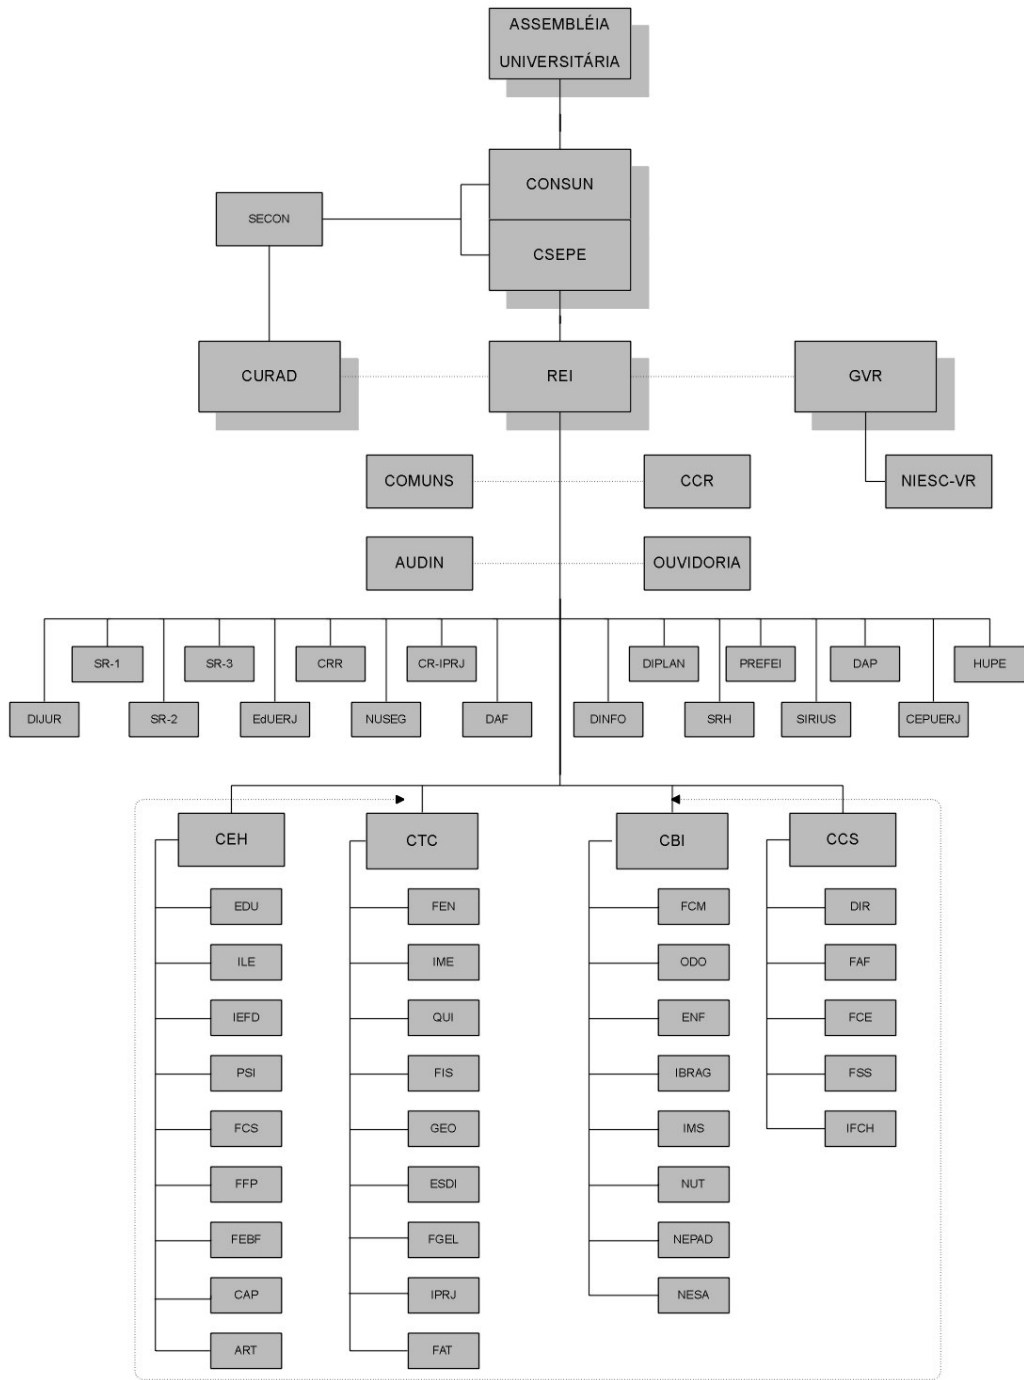 ASSEMBLÉIA
UNIVERSITÁRIA
CONSUN
SECON
CSEPE
CURAD
REI
GVR
COMUNS
CCR
NIESC-VR
AUDIN
OUVIDORIA
SR-1
SR-3
CRR
CR-IPRJ
DIPLAN
PREFEI
DAP
HUPE
DIJUR
SR-2
EdUERJ
NUSEG
DAF
DINFO
SRH
SIRIUS
CEPUERJ
CEH
CTC
CBI
CCS
EDU
FEN
FCM
DIR
ILE
IME
ODO
FAF
IEFD
QUI
ENF
FCE
PSI
FIS
IBRAG
FSS
FCS
GEO
IMS
IFCH
FFP
ESDI
NUT
FEBF
FGEL
NEPAD
CAP
IPRJ
NESA
ART
FAT